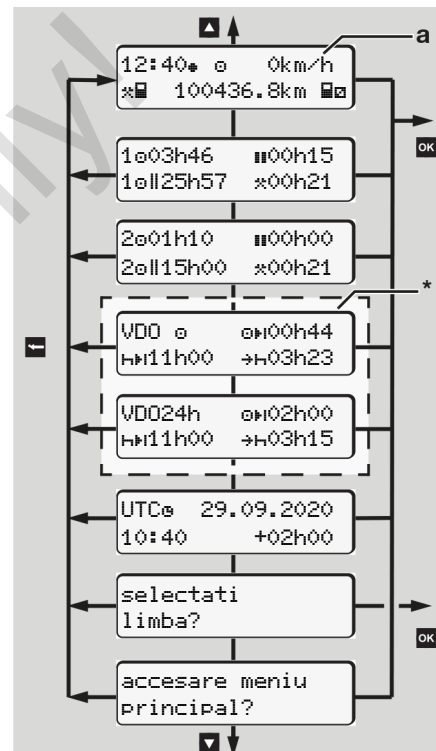 a
12:40 0km/h
100436.8km
OK
1 03h46 00h15
1 25h57 00h21
2 01h10 00h00
2 15h00 00h21
*
VDO 00h44
11h00 03h23
VDO24h 02h00
11h00 03h15
UTC 29.09.2020
10:40 +02h00
selectati
limba?
OK
accesare meniu
principal?